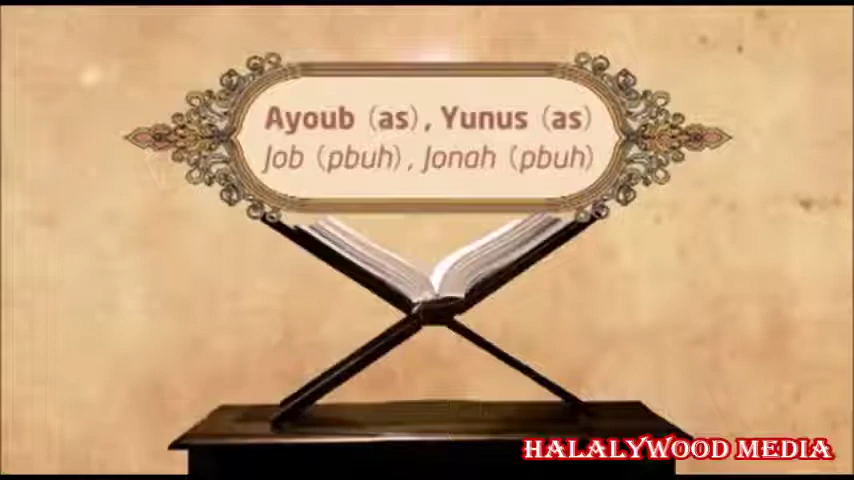 Ayoub (as), Yunus (as)
Job (pbuh), Jonah (pbuh)
HALALYWOOD MEDIA